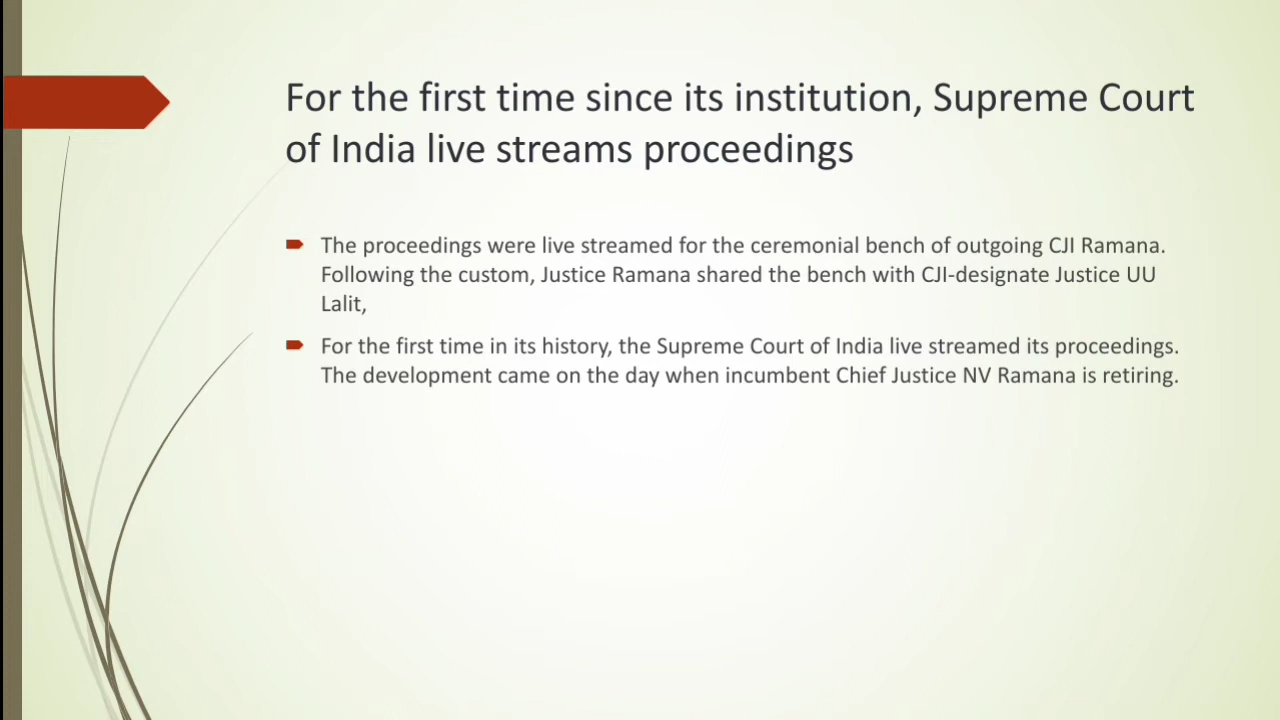 For the first time since its institution, Supreme Court
of India live streams proceedings
The proceedings were live streamed for the ceremonial bench of outgoing CJI Ramana.
Following the custom, Justice Ramana shared the bench with CJI-designate Justice UU
Lalit,
For the first time in its history, the Supreme Court of India live streamed its proceedings.
The development came on the day when incumbent Chief Justice NV Ramana is retiring.